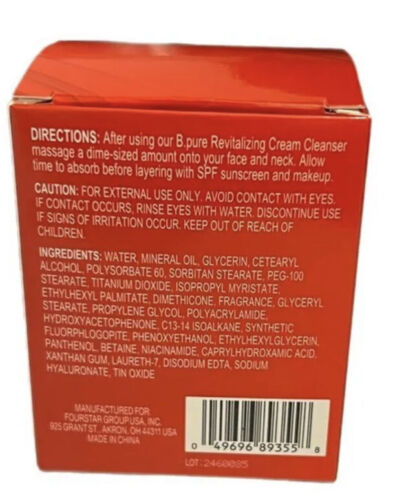 DIRECTIONS: After using our B.pure Revitalizing Cream Cleanser
massage a dime-sized amount onto your face and neck. Allow
time to absorb before layering with SPF sunscreen and makeup.
CAUTION: FOR EXTERNAL USE ONLY. AVOID CONTACT WITH EYES.
IF CONTACT OCCURS, RINSE EYES WITH WATER. DISCONTINUE USE
IF SIGNS OF IRRITATION OCCUR. KEEP OUT OF REACH OF
CHILDREN.
INGREDIENTS: WATER, MINERAL OIL, GLYCERIN, CETEARYL
ALCOHOL, POLYSORBATE 60, SORBITAN STEARATE, PEG-100
STEARATE, TITANIUM DIOXIDE, ISOPROPYL MYRISTATE,
ETHYLHEXYL PALMITATE, DIMETHICONE, FRAGRANCE, GLYCERYL
STEARATE, PROPYLENE GLYCOL, POLYACRYLAMIDE,
HYDROXYACETOPHENONE, C13-14 ISOALKANE, SYNTHETIC
FLUORPHLOGOPITE, PHENOXYETHANOL, ETHYLHEXYLGLYCERIN,
PANTHENOL, BETAINE, NIACINAMIDE, CAPRYLHYDROXAMIC ACID,
XANTHAN GUM, LAURETH-7, DISODIUM EDTA, SODIUM
HYALURONATE, TIN OXIDE
MANUFACTURED FOR
FOURSTAR GROUP USA, INC.
925 GRANT ST., AKRON, OH 44311 USA
MADE IN CHINA
0 49696 89355 8
LOT: 2460085